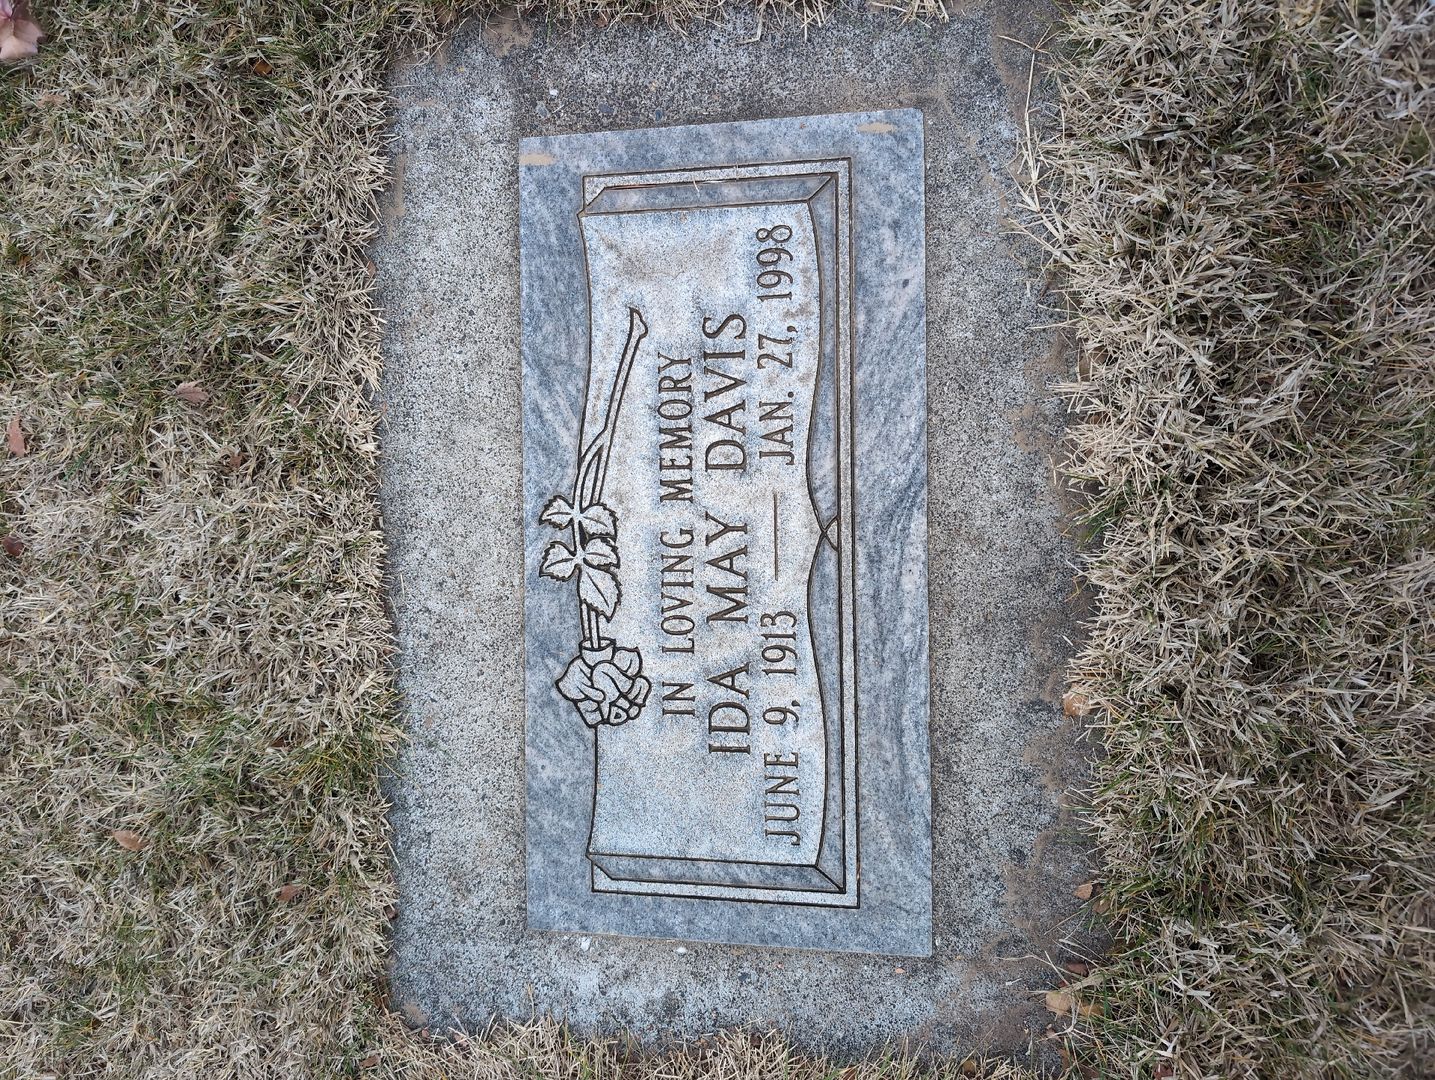 IN LOVING MEMORY
IDA MAY DAVIS
JUNE 9, 1913 — JAN. 27, 1998